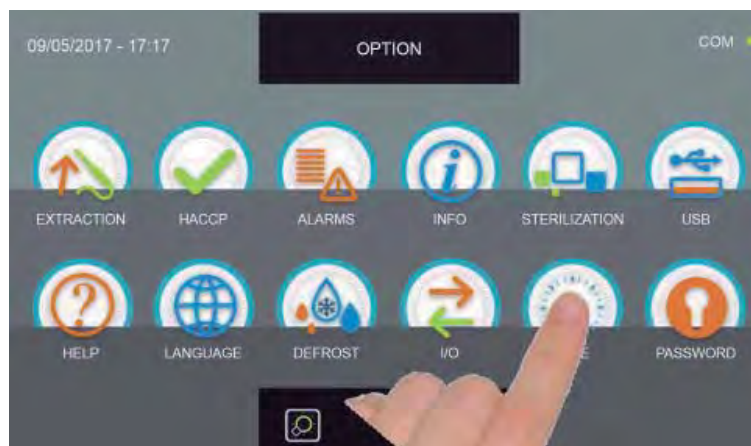 09/05/2017 - 17:17
OPTION
COM
EXTRACTION
HACCP
ALARMS
INFO
STERILIZATION
USB
HELP
LANGUAGE
DEFROST
I/O
PASSWORD